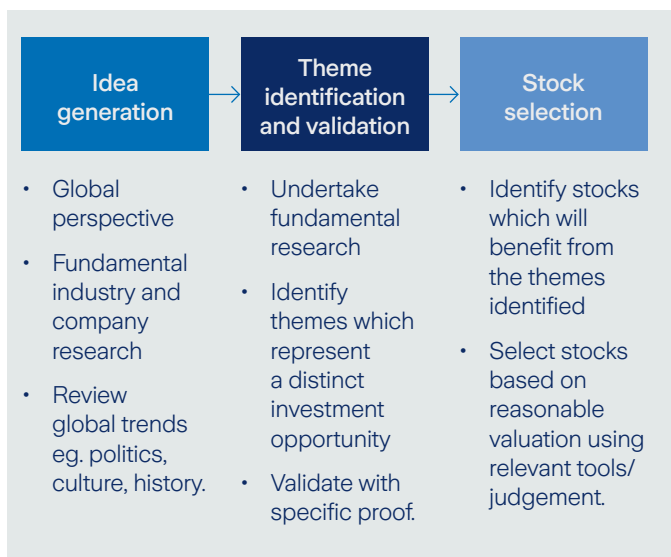 Idea
generation
Theme
identification
and validation
Stock
selection
• Global
perspective
• Fundamental
industry and
company
research
• Review
global trends
eg. politics,
culture, history.
• Undertake
fundamental
research
• Identify
themes which
represent
a distinct
investment
opportunity
• Validate with
specific proof.
• Identify stocks
which will
benefit from
the themes
identified
• Select stocks
based on
reasonable
valuation using
relevant tools/
judgement.